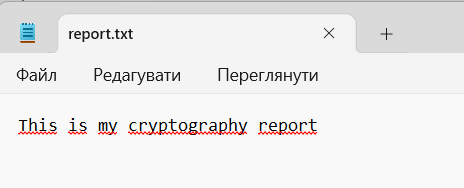 report.txt
Файл Редагувати Переглянути
This is my cryptography report